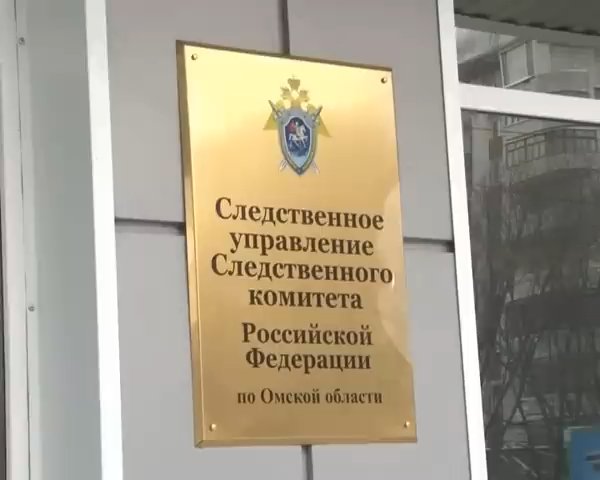 Следственное
управление
Следственного
комитета
Российской
Федерации
по Омской области